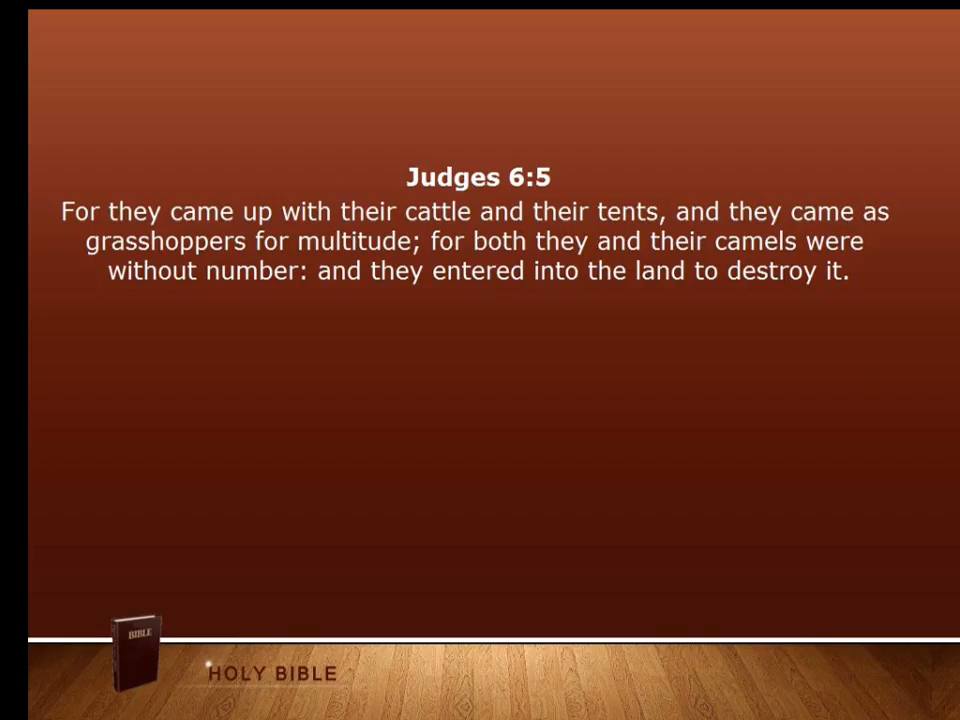 Judges 6:5
For they came up with their cattle and their tents, and they came as
grasshoppers for multitude; for both they and their camels were
without number: and they entered into the land to destroy it.
BIBLE
HOLY BIBLE